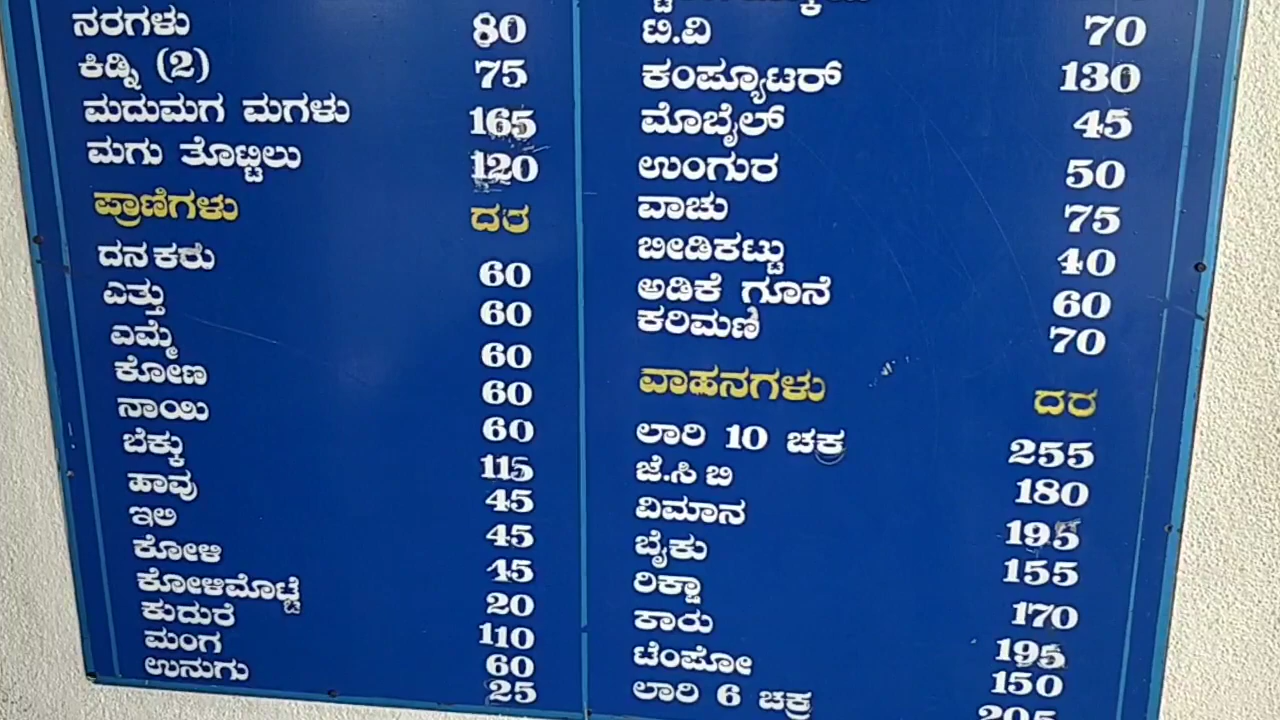 ನರಗಳು 80
ಕಿಡ್ನಿ (2) 75
ಮದುಮಗ ಮಗಳು 165
ಮಗು ತೊಟ್ಟಿಲು 120
ಪ್ರಾಣಿಗಳು ದರ
ದನಕರು 60
ಎತ್ತು 60
ಎಮ್ಮೆ 60
ಕೋಣ 60
ನಾಯಿ 60
ಬೆಕ್ಕು 115
ಹಾವು 45
ಇಲಿ 45
ಕೋಳಿ 45
ಕೋಳಿಮೊಟ್ಟೆ 20
ಕುದುರೆ 110
ಮಂಗ 60
ಉನುಗು 25
ಟಿ.ವಿ 70
ಕಂಪ್ಯೂಟರ್ 130
ಮೊಬೈಲ್ 45
ಉಂಗುರ 50
ವಾಚು 75
ಬೀಡಿಕಟ್ಟು 40
ಅಡಿಕೆ ಗೂನೆ 60
ಕರಿಮಣಿ 70
ವಾಹನಗಳು ದರ
ಲಾರಿ 10 ಚಕ್ರ 255
ಜೆ.ಸಿ ಬಿ 180
ವಿಮಾನ 195
ಬೈಕು 155
ರಿಕ್ಷಾ 170
ಕಾರು 195
ಟೆಂಪೋ 150
ಲಾರಿ 6 ಚಕ್ರ 205